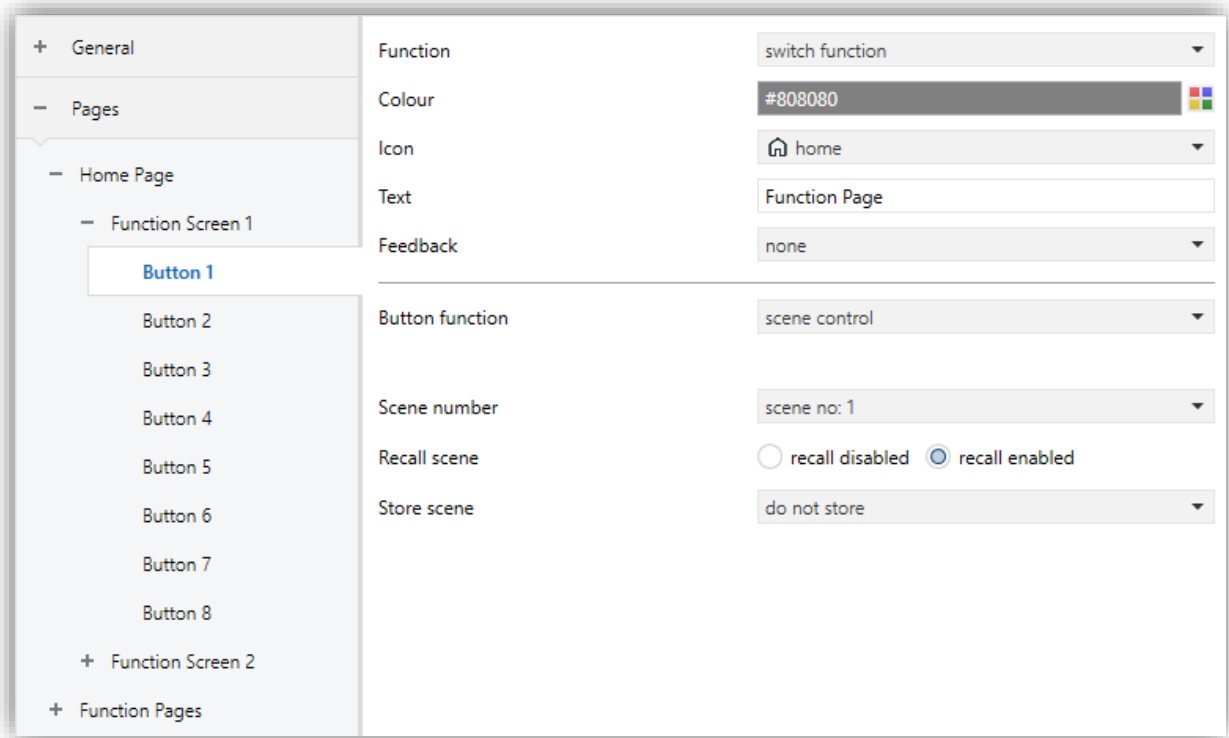 + General
− Pages
− Home Page
− Function Screen 1
Button 1
Button 2
Button 3
Button 4
Button 5
Button 6
Button 7
Button 8
+ Function Screen 2
+ Function Pages
Function switch function
Colour #808080
Icon home
Text Function Page
Feedback none
Button function scene control
Scene number scene no: 1
Recall scene recall disabled recall enabled
Store scene do not store